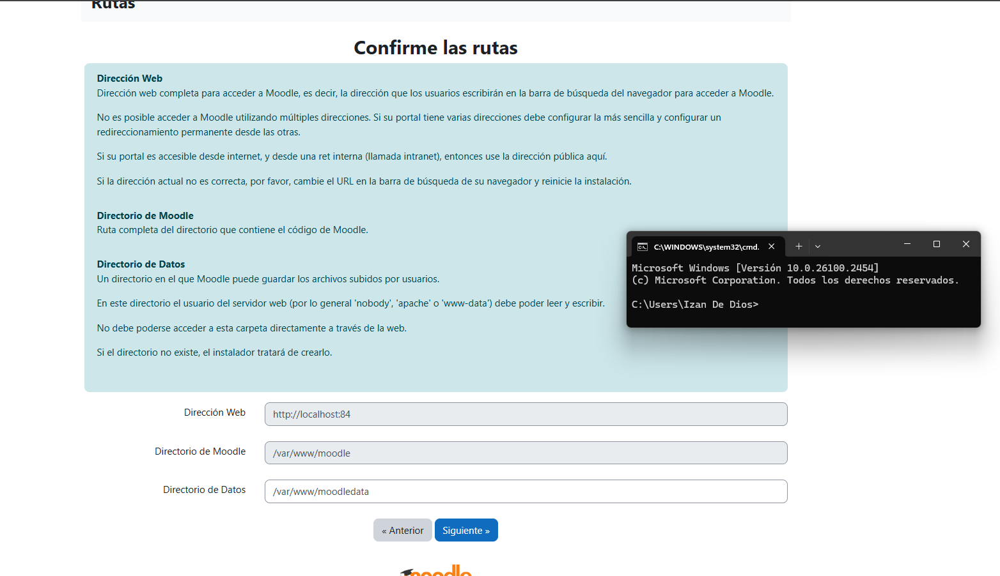 Rutas
Confirme las rutas
Dirección Web
Dirección web completa para acceder a Moodle, es decir, la dirección que los usuarios escribirán en la barra de búsqueda del navegador para acceder a Moodle.
No es posible acceder a Moodle utilizando múltiples direcciones. Si su portal tiene varias direcciones debe configurar la más sencilla y configurar un
redireccionamiento permanente desde las otras.
Si su portal es accesible desde internet, y desde una ret interna (llamada intranet), entonces use la dirección pública aquí.
Si la dirección actual no es correcta, por favor, cambie el URL en la barra de búsqueda de su navegador y reinicie la instalación.
Directorio de Moodle
Ruta completa del directorio que contiene el código de Moodle.
Directorio de Datos
Un directorio en el que Moodle puede guardar los archivos subidos por usuarios.
En este directorio el usuario del servidor web (por lo general 'nobody', 'apache' o 'www-data') debe poder leer y escribir.
No debe poderse acceder a esta carpeta directamente a través de la web.
Si el directorio no existe, el instalador tratará de crearlo.
C:\WINDOWS\system32\cmd.
Microsoft Windows [Versión 10.0.26100.2454]
(c) Microsoft Corporation. Todos los derechos reservados.
C:\Users\Izan De Dios>
Dirección Web
http://localhost:84
Directorio de Moodle
/var/www/moodle
Directorio de Datos
/var/www/moodledata
« Anterior
Siguiente »
moodle